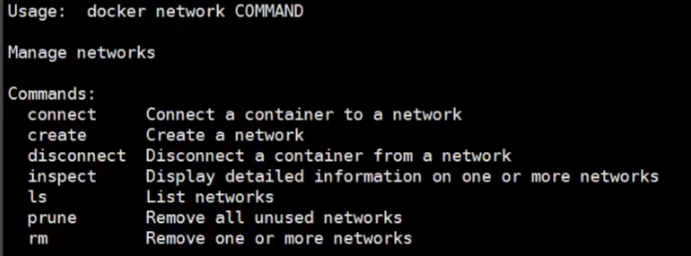 Usage:  docker network COMMAND

Manage networks

Commands:
  connect     Connect a container to a network
  create      Create a network
  disconnect  Disconnect a container from a network
  inspect     Display detailed information on one or more networks
  ls          List networks
  prune       Remove all unused networks
  rm          Remove one or more networks